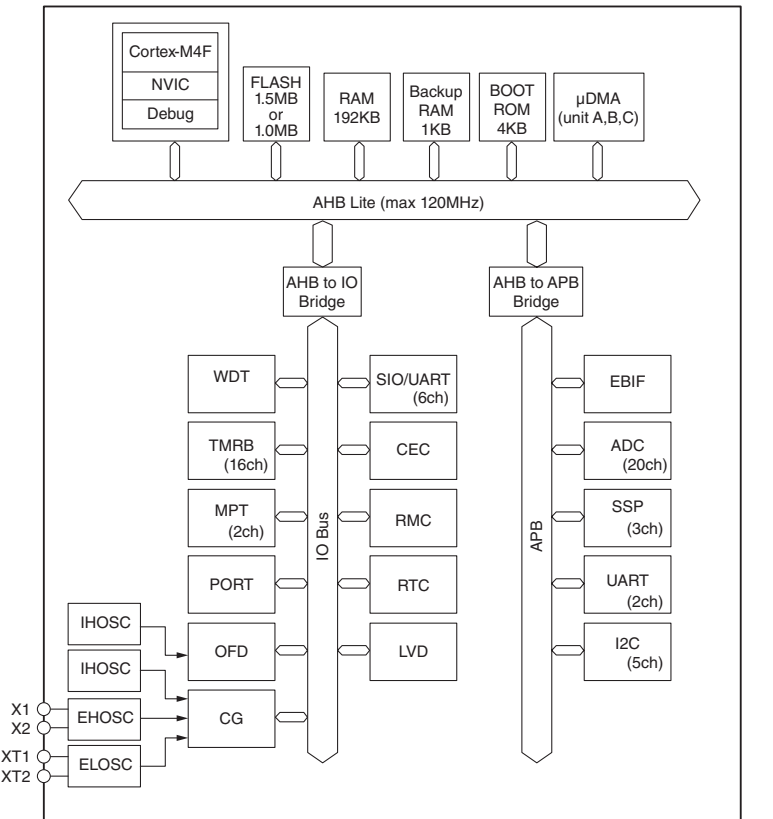 Cortex-M4F
NVIC
Debug
FLASH
1.5MB
or
1.0MB
RAM
192KB
Backup
RAM
1KB
BOOT
ROM
4KB
µDMA
(unit A,B,C)
AHB Lite (max 120MHz)
AHB to IO
Bridge
AHB to APB
Bridge
WDT
SIO/UART
(6ch)
EBIF
TMRB
(16ch)
CEC
ADC
(20ch)
MPT
(2ch)
RMC
SSP
(3ch)
IO Bus
APB
PORT
RTC
UART
(2ch)
IHOSC
OFD
LVD
I2C
(5ch)
IHOSC
X1
X2
EHOSC
CG
XT1
XT2
ELOSC